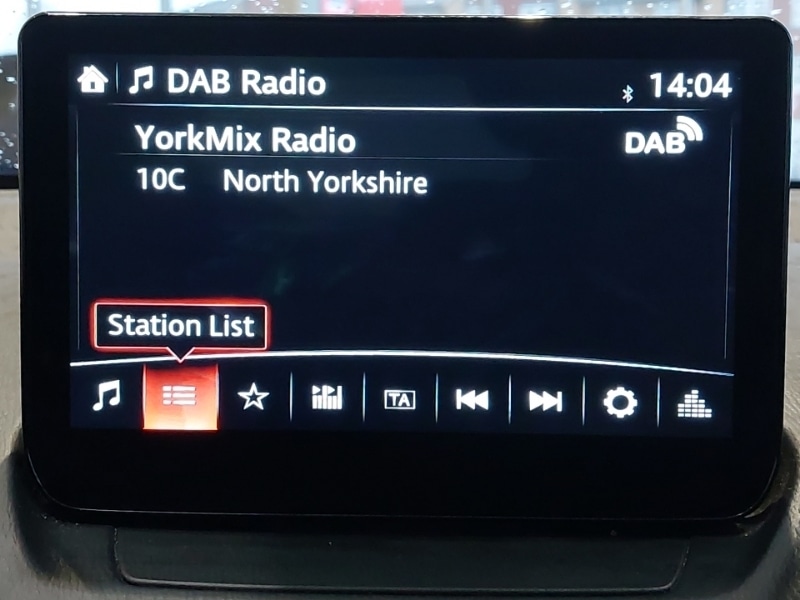 DAB Radio 14:04
YorkMix Radio DAB
10C North Yorkshire
Station List
TA